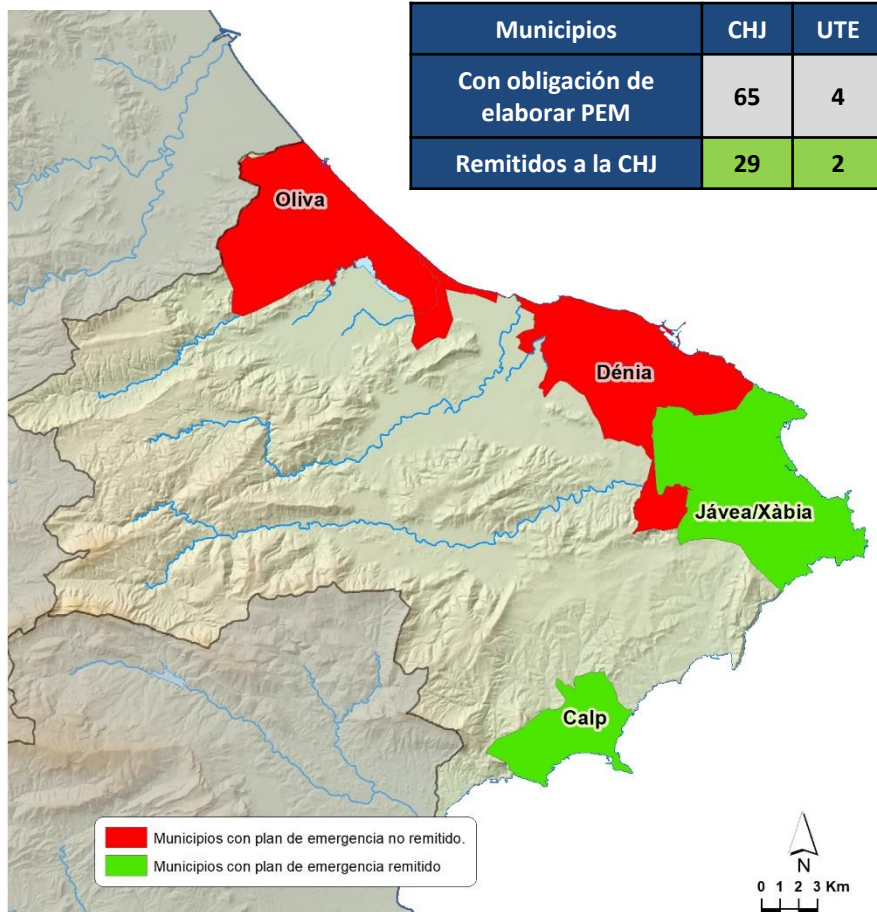 Municipios CHJ UTE
Con obligación de
elaborar PEM 65 4
Remitidos a la CHJ 29 2
Oliva
Dénia
Jávea/Xàbia
Calp
Municipios con plan de emergencia no remitido.
Municipios con plan de emergencia remitido
N
0 1 2 3 Km